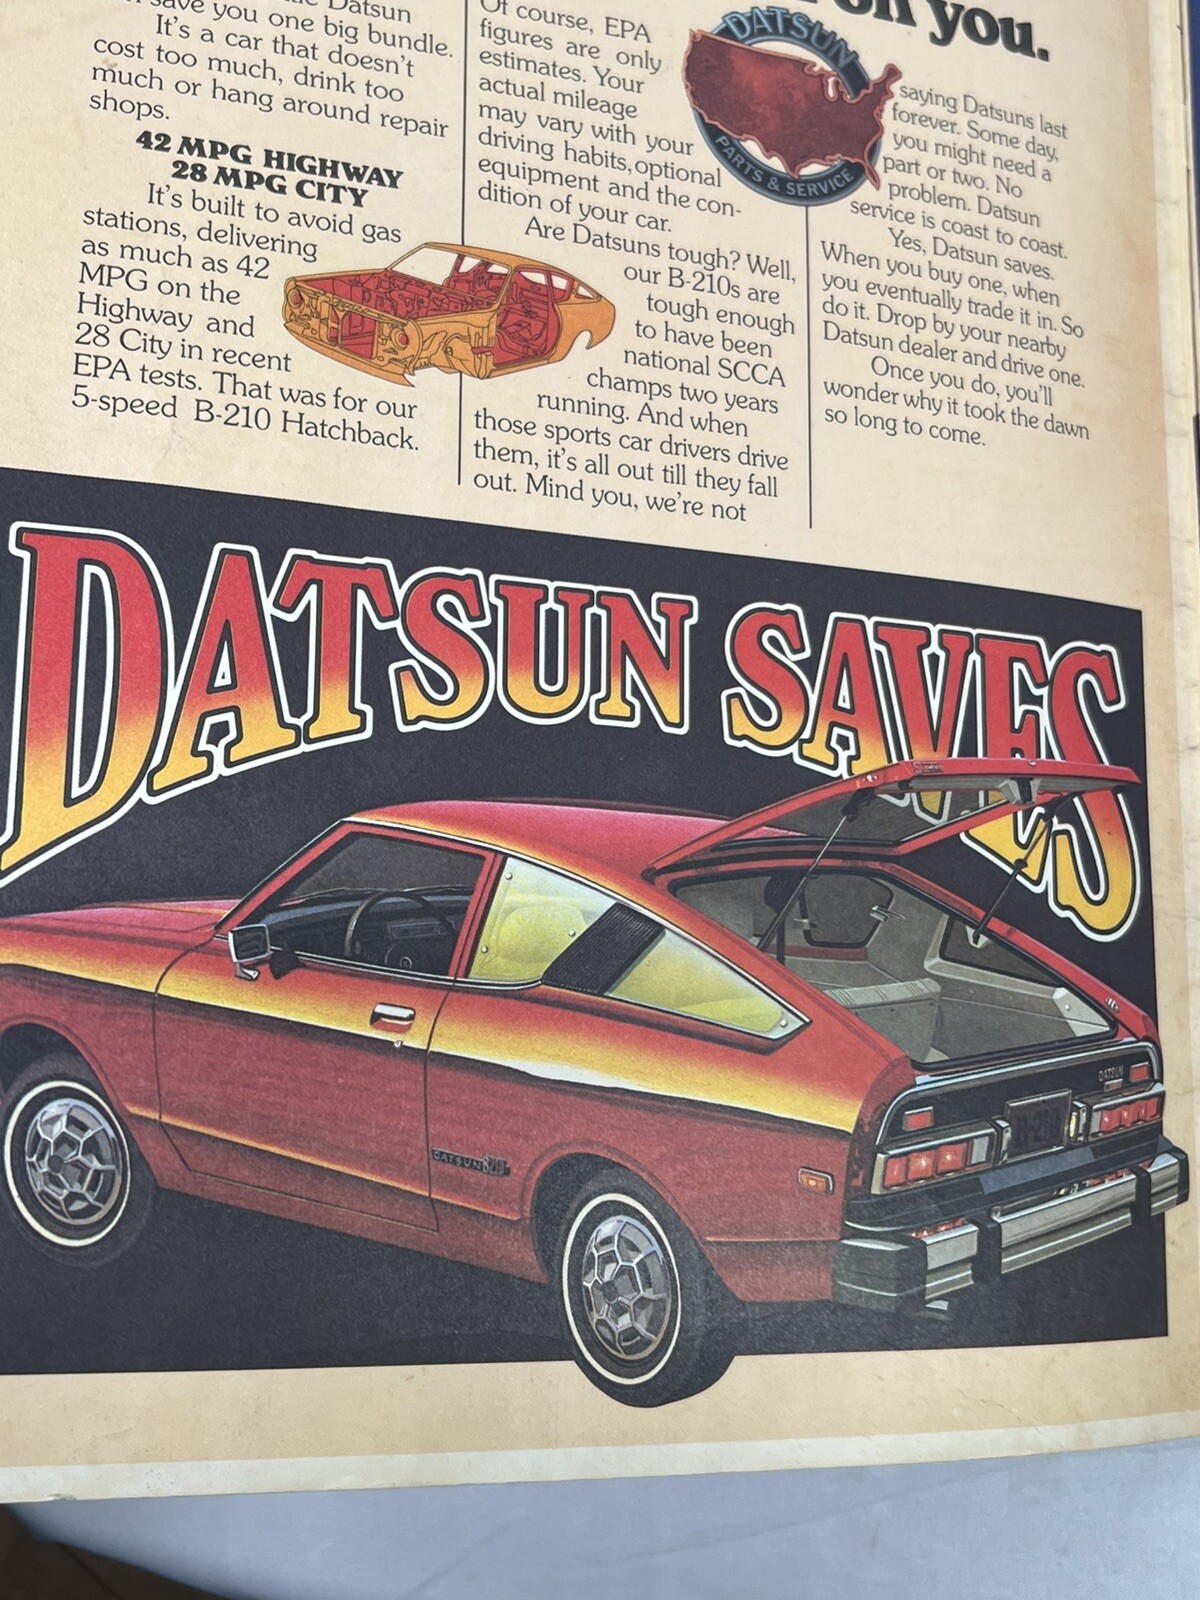 on you.
Datsun
save you one big bundle.
It's a car that doesn't
cost too much, drink too
much or hang around repair
shops.
42 MPG HIGHWAY
28 MPG CITY
It's built to avoid gas
stations, delivering
as much as 42
MPG on the
Highway and
28 City in recent
EPA tests. That was for our
5-speed B-210 Hatchback.
Of course, EPA
figures are only
estimates. Your
actual mileage
may vary with your
driving habits, optional
equipment and the con-
dition of your car.
Are Datsuns tough? Well,
our B-210s are
tough enough
to have been
national SCCA
champs two years
running. And when
those sports car drivers drive
them, it's all out till they fall
out. Mind you, we're not
DATSUN
PARTS & SERVICE
saying Datsuns last
forever. Some day,
you might need a
part or two. No
problem. Datsun
service is coast to coast.
Yes, Datsun saves.
When you buy one, when
you eventually trade it in. So
do it. Drop by your nearby
Datsun dealer and drive one.
Once you do, you'll
wonder why it took the dawn
so long to come.
DATSUN SAVES
DATSUN
B-210
DATSUN B210